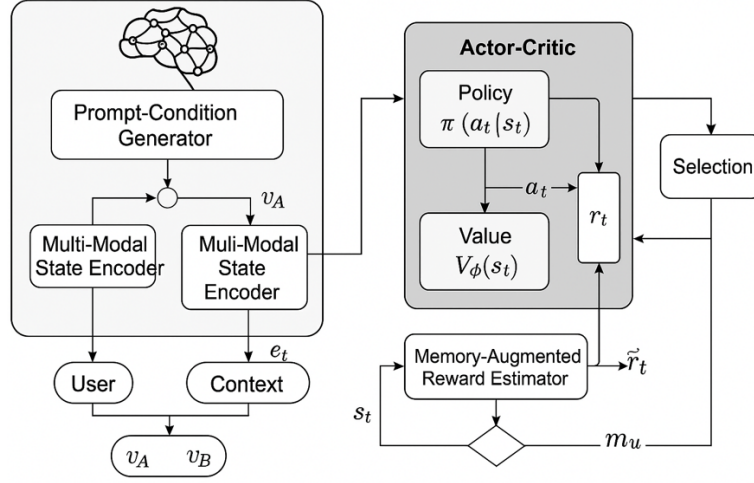 Prompt-Condition
Generator
v_A
Multi-Modal
State Encoder
Muli-Modal
State
Encoder
e_t
User
Context
v_A v_B
Actor-Critic
Policy
π (a_t|s_t)
a_t
r_t
Value
V_ϕ(s_t)
Selection
Memory-Augmented
Reward Estimator
r̃_t
s_t
m_u